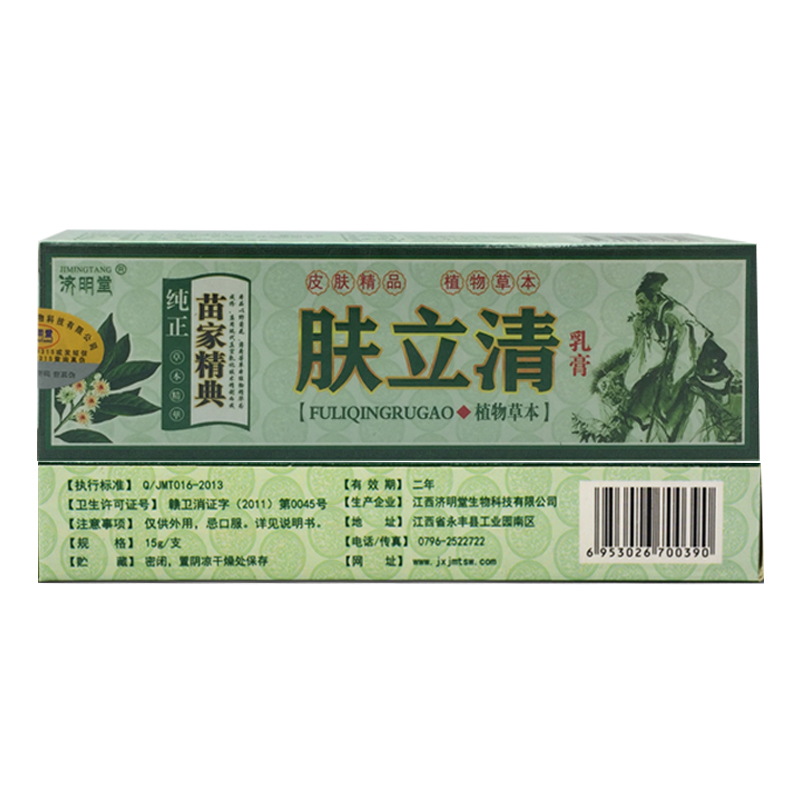 JIMINGTANG ®
济明堂
纯正
苗家精典
草本精华
皮肤精品 植物草本
肤立清
乳膏
【FULIQINGRUGAO◆植物草本】
【执行标准】 Q/JMT016-2013
【卫生许可证号】 赣卫消证字（2011）第0045号
【注意事项】 仅供外用，忌口服。详见说明书。
【规 格】 15g/支
【贮 藏】 密闭，置阴凉干燥处保存
【有 效 期】 二年
【生产企业】 江西济明堂生物科技有限公司
【地 址】 江西省永丰县工业园南区
【电话/传真】 0796-2522722
【网 址】 www.jxjmtsw.com
6 953026 700390